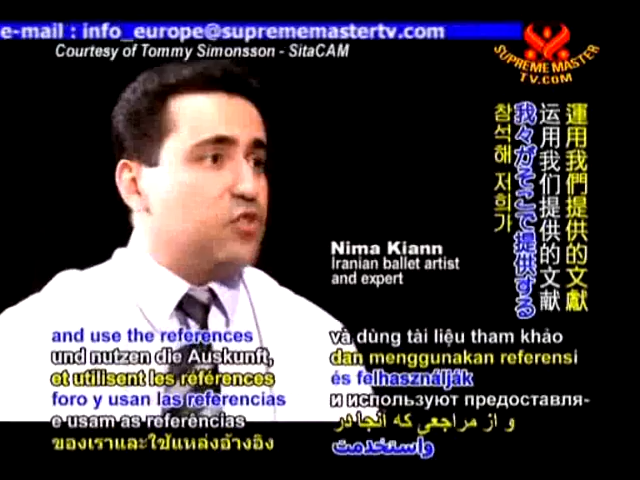 e-mail : info_europe@suprememastertv.com
Courtesy of Tommy Simonsson - SitaCAM
SUPREME MASTER
TV.COM
運用我們提供的文獻
运用我们提供的文献
我々がそこで提供する
참석해 저희가
Nima Kiann
Iranian ballet artist
and expert
and use the references
und nutzen die Auskunft,
et utilisent les références
foro y usan las referencias
e usam as referências
ของเราและใช้แหล่งอ้างอิง
và dùng tài liệu tham khảo
dan menggunakan referensi
és felhasználják
и используют предоставля-
و از مراجعی که آنجا در
واستخدمت